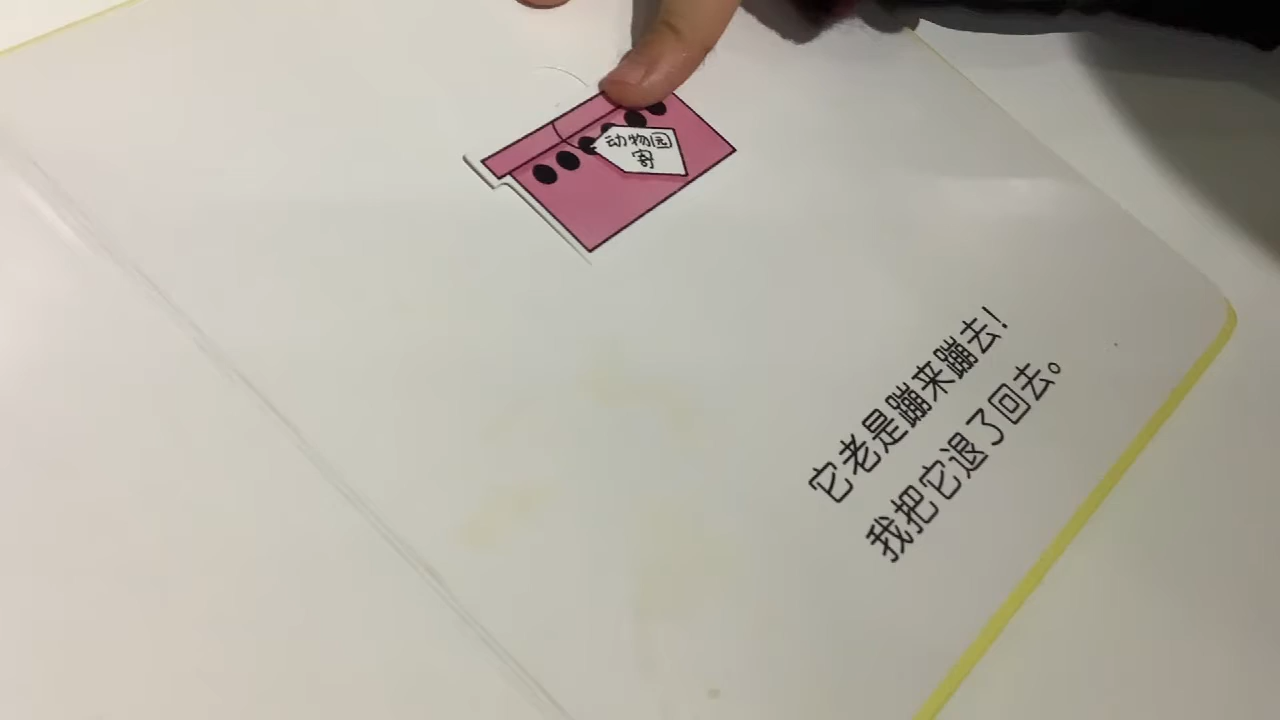 动物园
寄
它老是蹦来蹦去！
我把它退了回去。